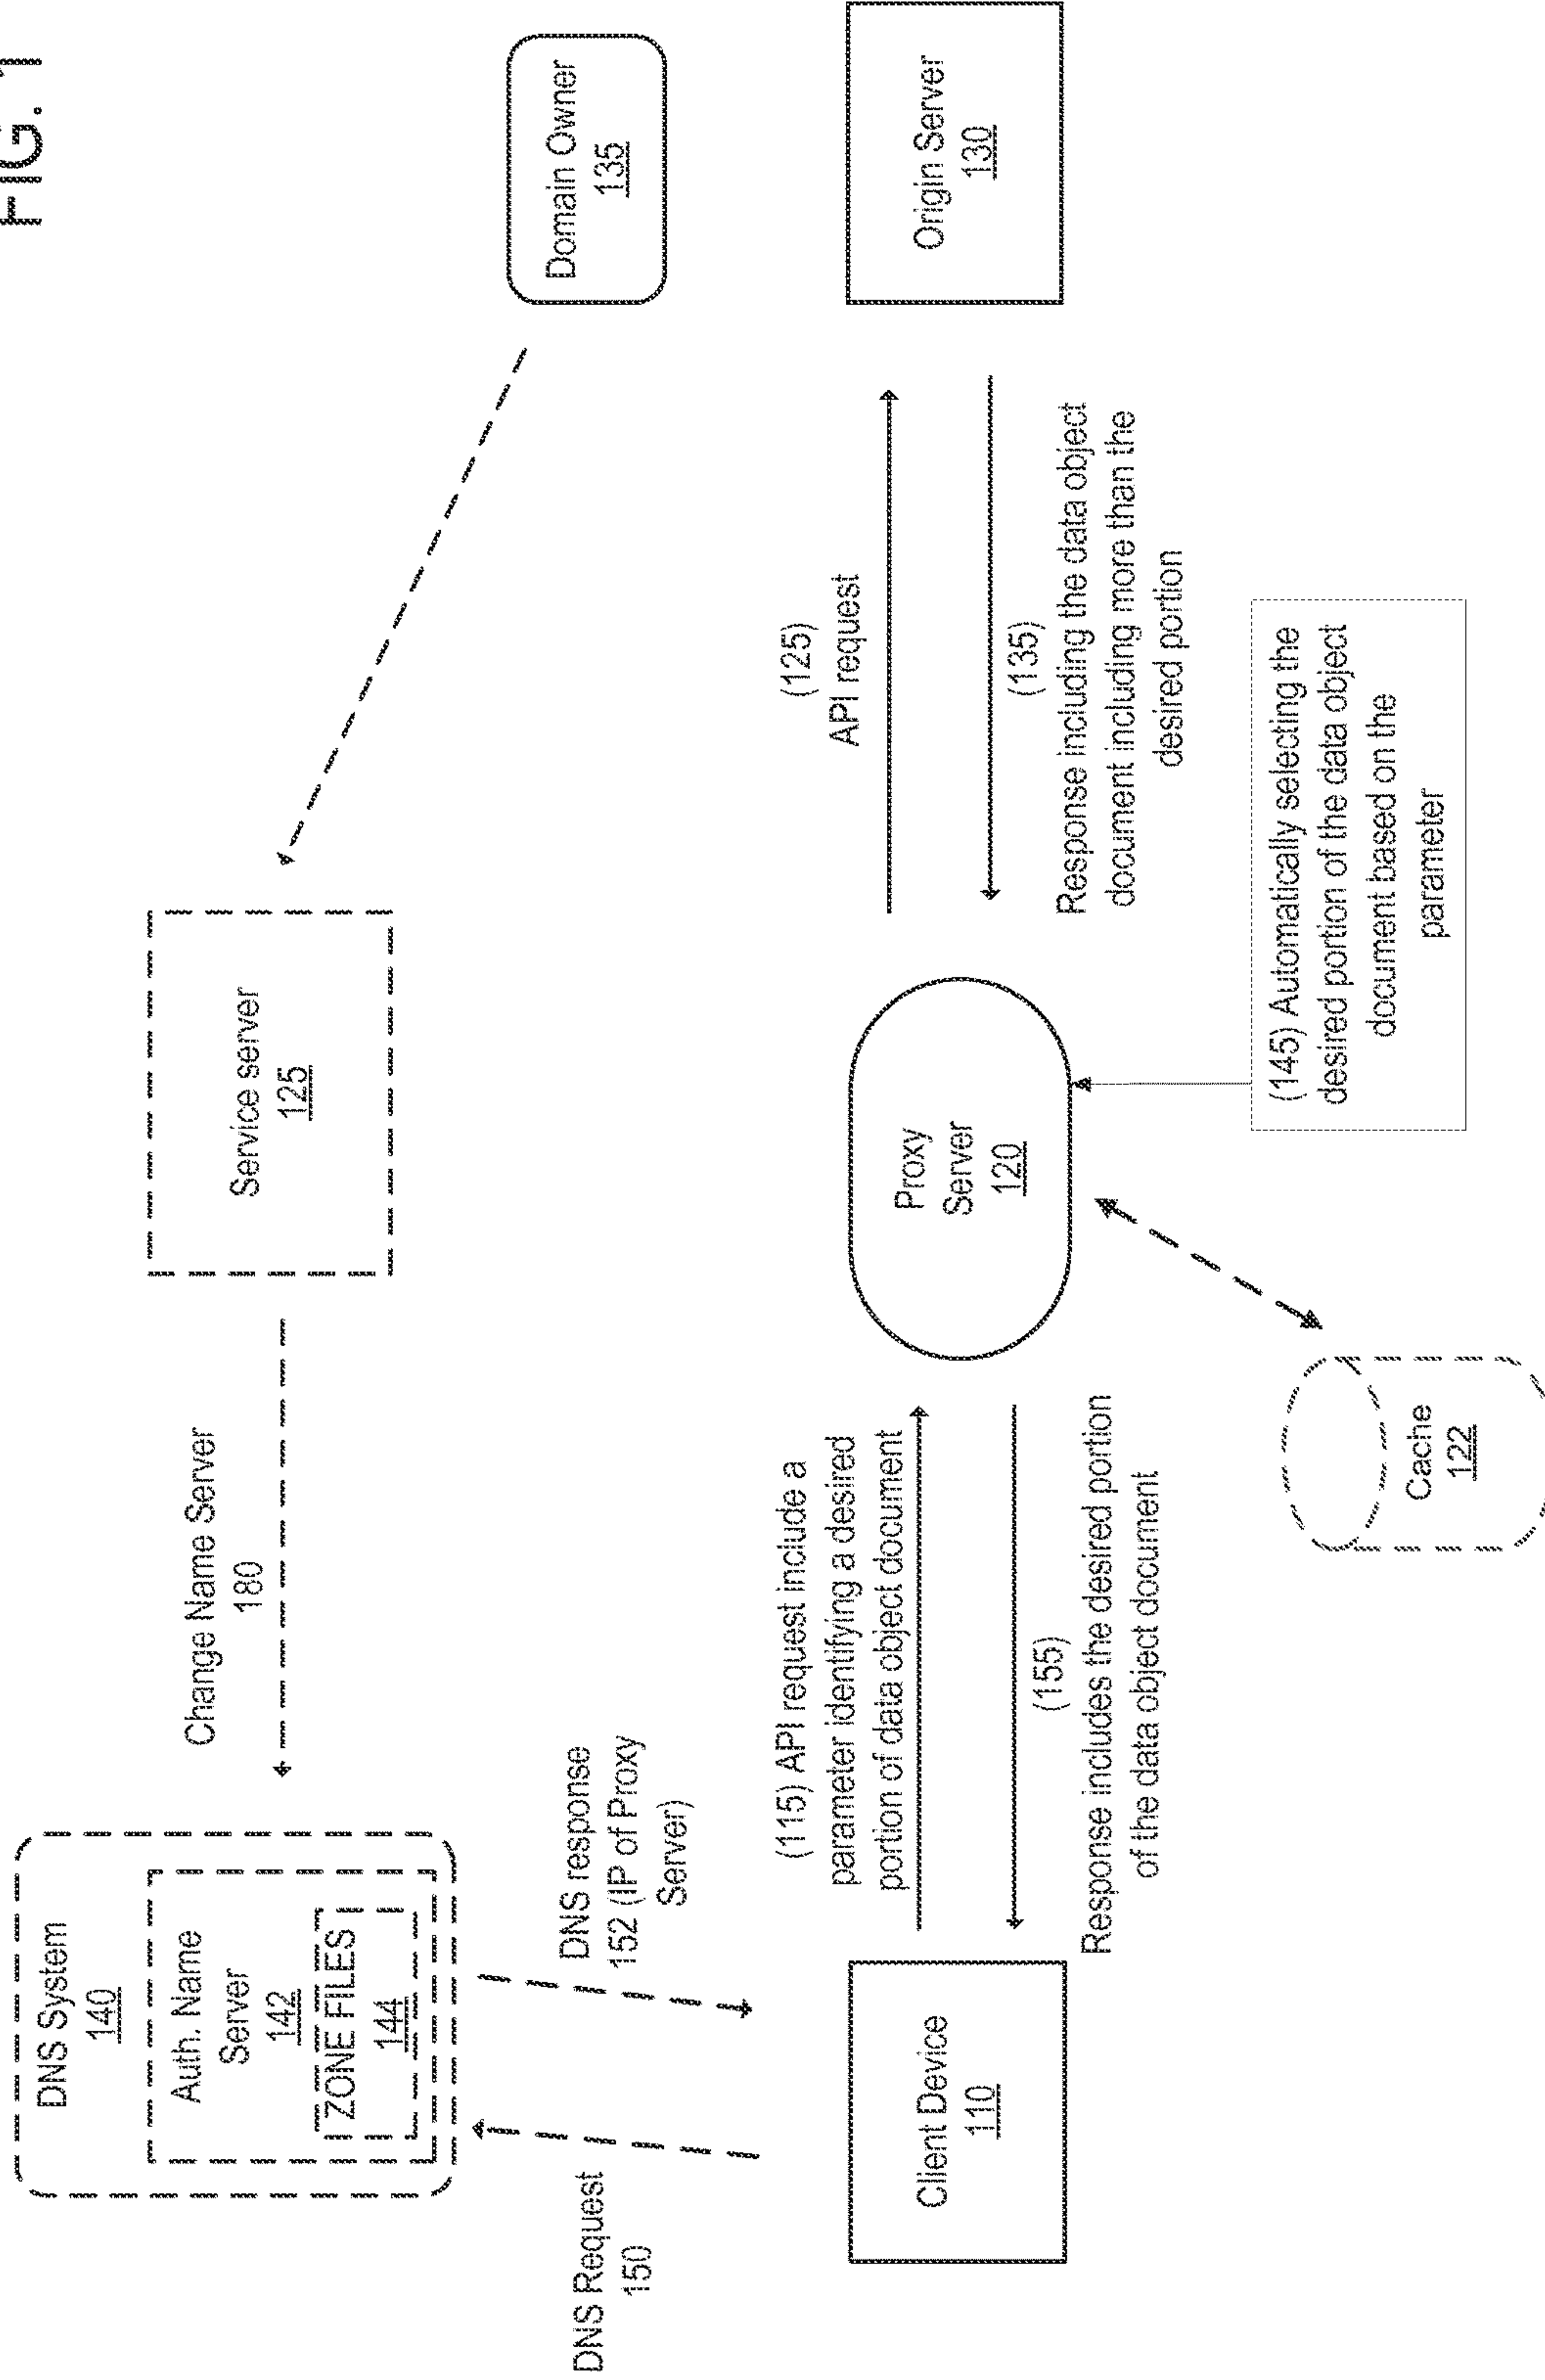 FIG. 1
DNS System
140
Auth. Name
Server
142
ZONE FILES
144
Change Name Server
180
Service server
125
Domain Owner
135
DNS Request
150
DNS response
152 (IP of Proxy
Server)
Client Device
110
(115) API request include a
parameter identifying a desired
portion of data object document
(155)
Response includes the desired portion
of the data object document
Proxy
Server
120
Cache
122
(125)
API request
(135)
Response including the data object
document including more than the
desired portion
(145) Automatically selecting the
desired portion of the data object
document based on the
parameter
Origin Server
130